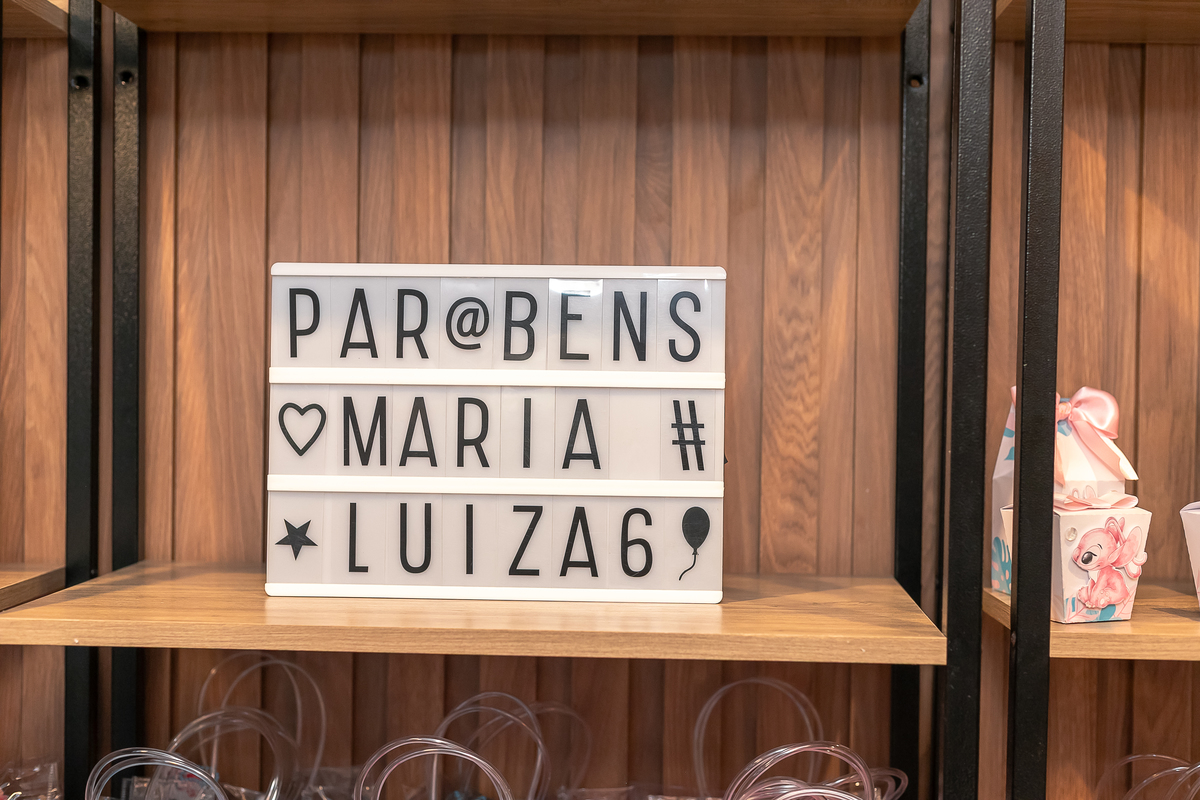 PAR@BENS
♡MARIA #
★ LUIZA6